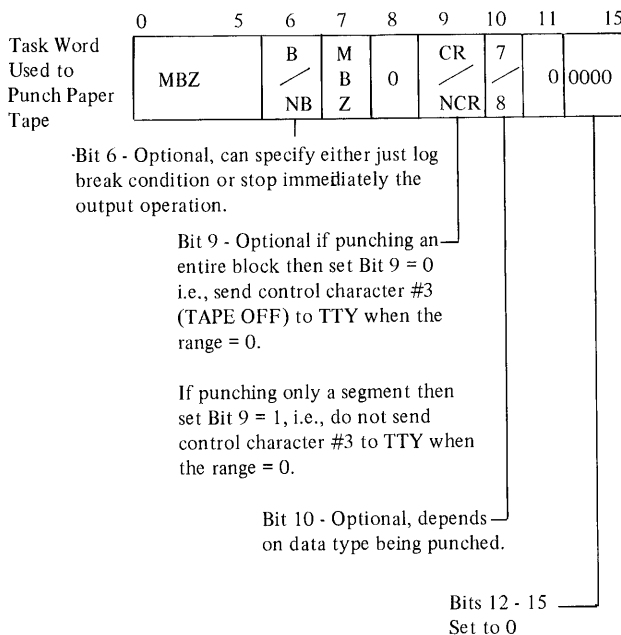 0 5 6 7 8 9 10 11 15
Task Word
Used to
Punch Paper
Tape
MBZ
B
/
NB
M
B
Z
0
CR
/
NCR
7
/
8
0
0000
Bit 6 - Optional, can specify either just log
break condition or stop immediately the
output operation.
Bit 9 - Optional if punching an
entire block then set Bit 9 = 0
i.e., send control character #3
(TAPE OFF) to TTY when the
range = 0.
If punching only a segment then
set Bit 9 = 1, i.e., do not send
control character #3 to TTY when
the range = 0.
Bit 10 - Optional, depends
on data type being punched.
Bits 12 - 15
Set to 0